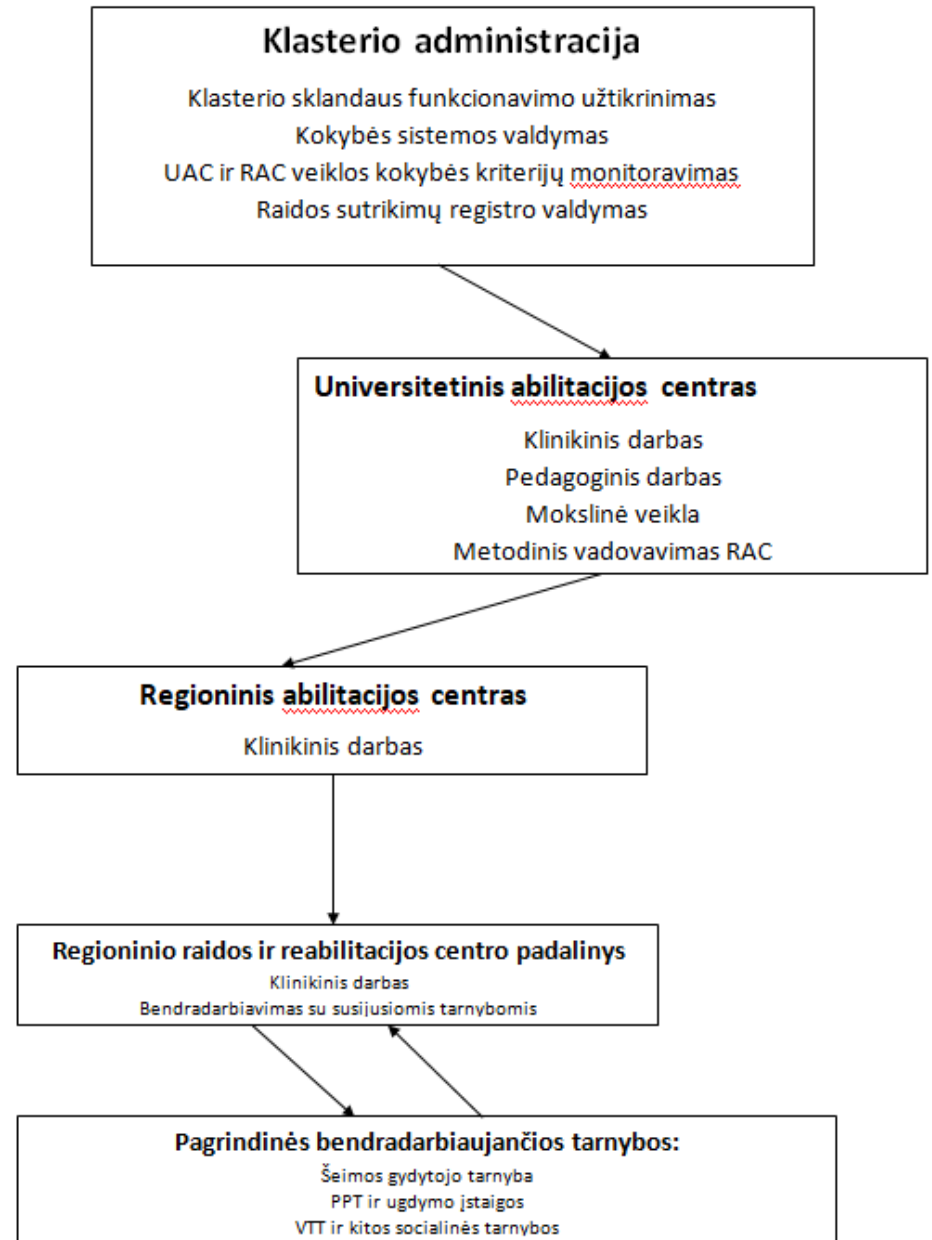 Klasterio administracija
Klasterio sklandaus funkcionavimo užtikrinimas
Kokybės sistemos valdymas
UAC ir RAC veiklos kokybės kriterijų monitoravimas
Raidos sutrikimų registro valdymas
Universitetinis abilitacijos centras
Klinikinis darbas
Pedagoginis darbas
Mokslinė veikla
Metodinis vadovavimas RAC
Regioninis abilitacijos centras
Klinikinis darbas
Regioninio raidos ir reabilitacijos centro padalinys
Klinikinis darbas
Bendradarbiavimas su susijusiomis tarnybomis
Pagrindinės bendradarbiaujančios tarnybos:
Šeimos gydytojo tarnyba
PPT ir ugdymo įstaigos
VTT ir kitos socialinės tarnybos